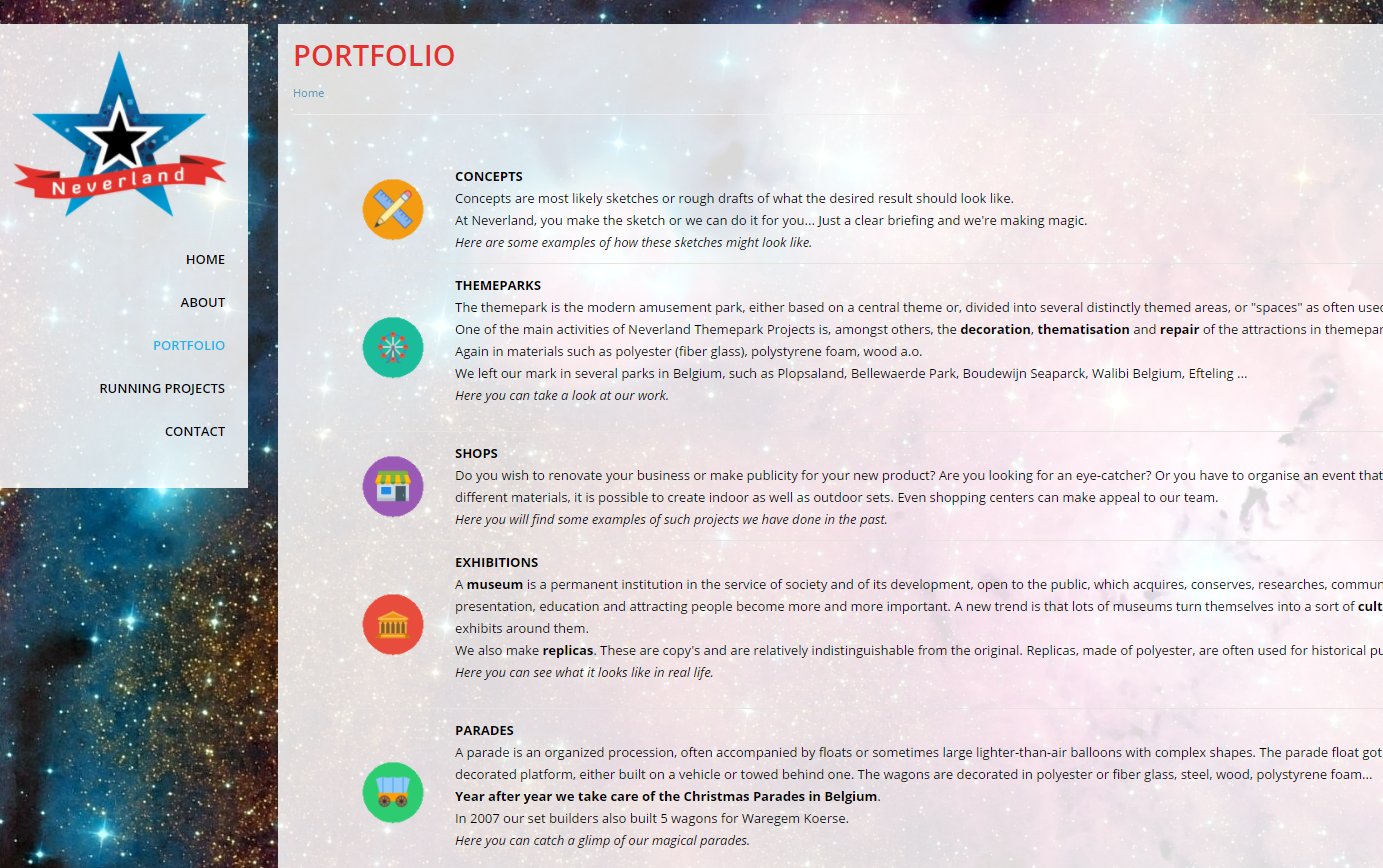 Neverland
HOME
ABOUT
PORTFOLIO
RUNNING PROJECTS
CONTACT
PORTFOLIO
Home
CONCEPTS
Concepts are most likely sketches or rough drafts of what the desired result should look like.
At Neverland, you make the sketch or we can do it for you... Just a clear briefing and we're making magic.
Here are some examples of how these sketches might look like.
THEMEPARKS
The themepark is the modern amusement park, either based on a central theme or, divided into several distinctly themed areas, or "spaces" as often used
One of the main activities of Neverland Themepark Projects is, amongst others, the decoration, thematisation and repair of the attractions in themepar
Again in materials such as polyester (fiber glass), polystyrene foam, wood a.o.
We left our mark in several parks in Belgium, such as Plopsaland, Bellewaerde Park, Boudewijn Seaparck, Walibi Belgium, Efteling ...
Here you can take a look at our work.
SHOPS
Do you wish to renovate your business or make publicity for your new product? Are you looking for an eye-catcher? Or you have to organise an event that
different materials, it is possible to create indoor as well as outdoor sets. Even shopping centers can make appeal to our team.
Here you will find some examples of such projects we have done in the past.
EXHIBITIONS
A museum is a permanent institution in the service of society and of its development, open to the public, which acquires, conserves, researches, commun
presentation, education and attracting people become more and more important. A new trend is that lots of museums turn themselves into a sort of cult
exhibits around them.
We also make replicas. These are copy's and are relatively indistinguishable from the original. Replicas, made of polyester, are often used for historical pu
Here you can see what it looks like in real life.
PARADES
A parade is an organized procession, often accompanied by floats or sometimes large lighter-than-air balloons with complex shapes. The parade float got
decorated platform, either built on a vehicle or towed behind one. The wagons are decorated in polyester or fiber glass, steel, wood, polystyrene foam...
Year after year we take care of the Christmas Parades in Belgium.
In 2007 our set builders also built 5 wagons for Waregem Koerse.
Here you can catch a glimp of our magical parades.